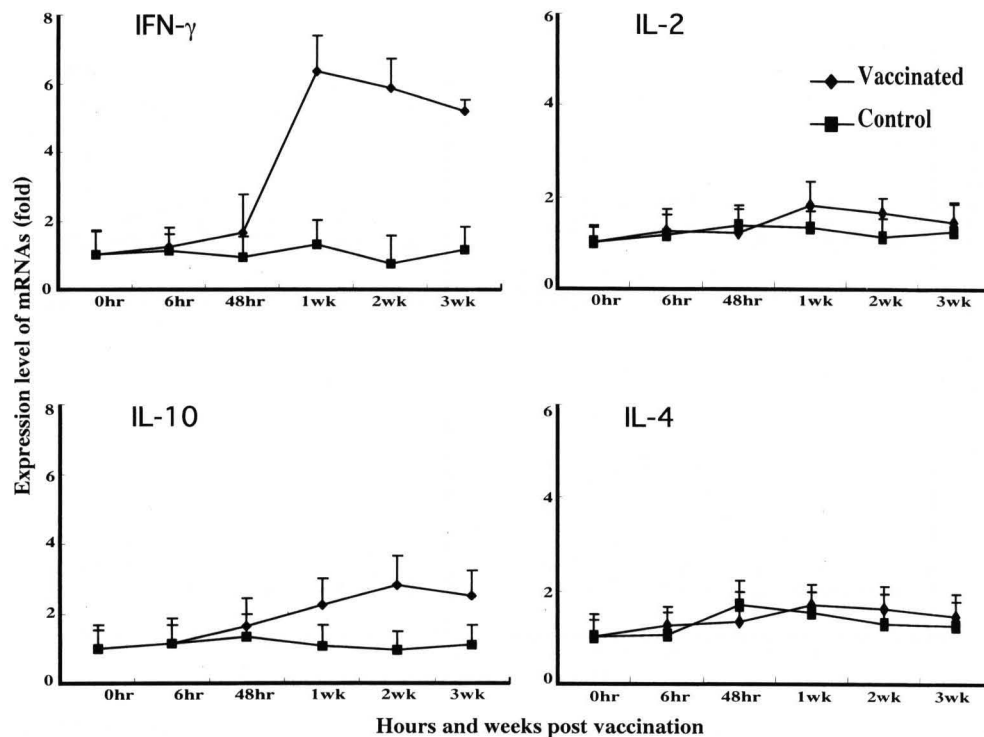 IFN-γ
8
6
4
2
0
0hr 6hr 48hr 1wk 2wk 3wk
IL-2
6
4
2
0
0hr 6hr 48hr 1wk 2wk 3wk
Vaccinated
Control
IL-10
8
6
4
2
0
0hr 6hr 48hr 1wk 2wk 3wk
IL-4
6
4
2
0
0hr 6hr 48hr 1wk 2wk 3wk
Expression level of mRNAs (fold)
Hours and weeks post vaccination